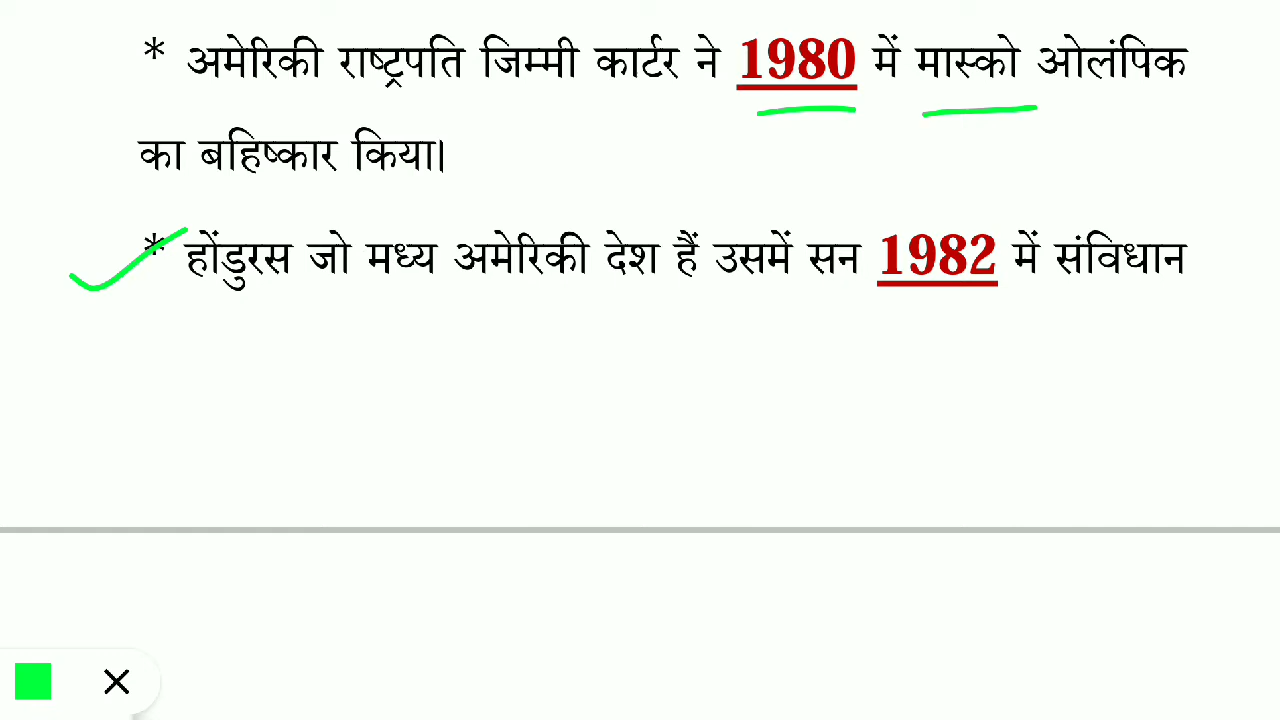 * अमेरिकी राष्ट्रपति जिम्मी कार्टर ने 1980 में मास्को ओलंपिक
का बहिष्कार किया।
* होंडुरस जो मध्य अमेरिकी देश हैं उसमें सन 1982 में संविधान